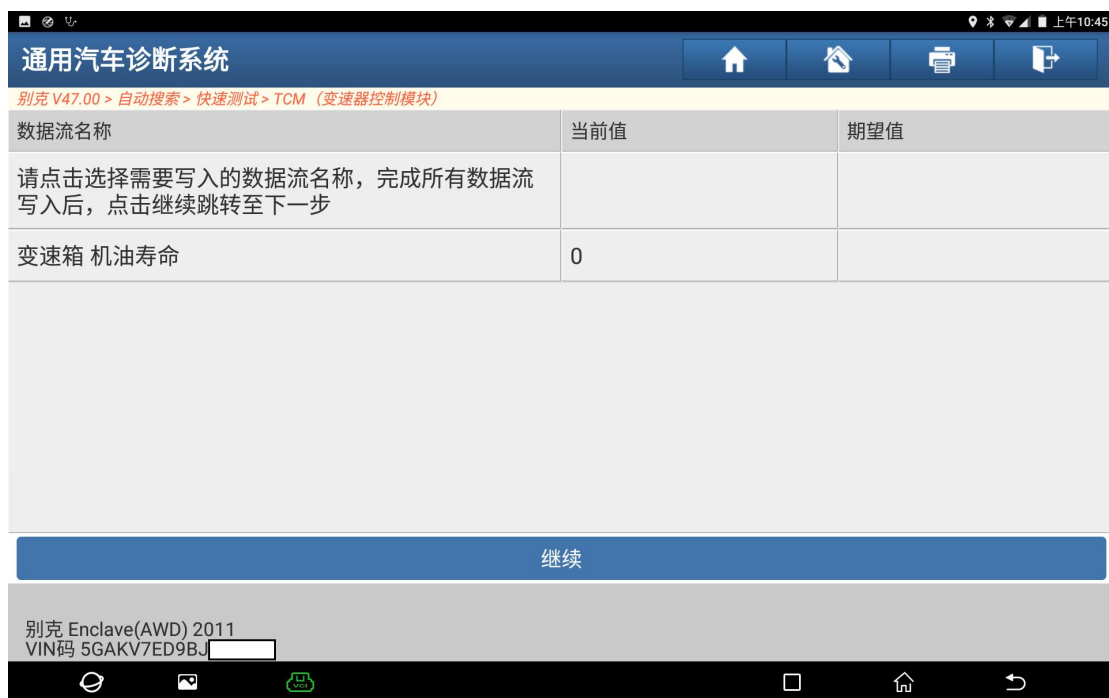 上午10:45
通用汽车诊断系统
别克 V47.00 > 自动搜索 > 快速测试 > TCM（变速器控制模块）
数据流名称 当前值 期望值
请点击选择需要写入的数据流名称，完成所有数据流
写入后，点击继续跳转至下一步
变速箱 机油寿命 0
继续
别克 Enclave(AWD) 2011
VIN码 5GAKV7ED9BJ
VCI